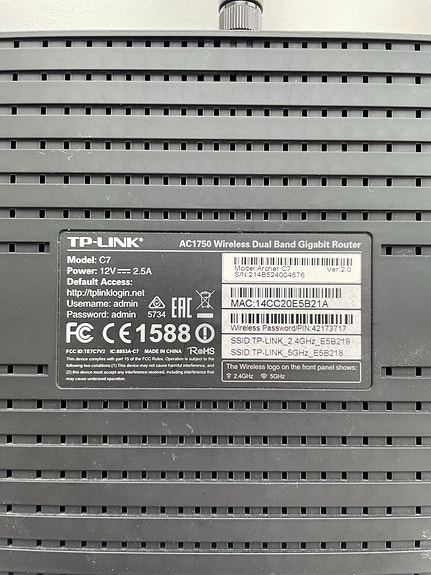 TP-LINK®
AC1750 Wireless Dual Band Gigabit Router
Model: C7
Power: 12V⎓2.5A
Default Access:
http://tplinklogin.net
Username: admin
Password: admin
5734
EAC
FC CE1588
FCC ID:TE7C7V2 IC:8853A-C7 MADE IN CHINA RoHS
This device complies with part 15 of the FCC Rules. Operation is subject to the
following two conditions (1) This device may not cause harmful interference, and
(2) this device must accept any interference received, including interference that
may cause undesired operation.
Model:Archer C7 Ver:2.0
S/N:214B524004676
MAC:14CC20E5B21A
Wireless Password/PIN:42173717
SSID:TP-LINK_2.4GHz_E5B219
SSID:TP-LINK_5GHz_E5B218
The Wireless logo on the front panel shows:
2.4GHz 5GHz